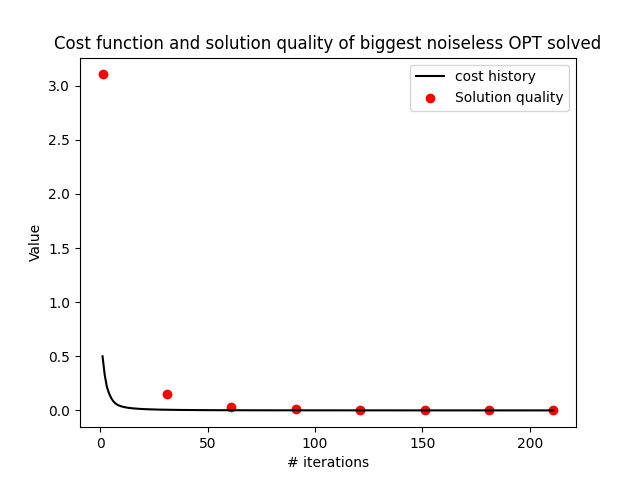 Cost function and solution quality of biggest noiseless OPT solved
cost history
Solution quality
3.0
2.5
2.0
1.5
1.0
0.5
0.0
Value
0
50
100
150
200
# iterations